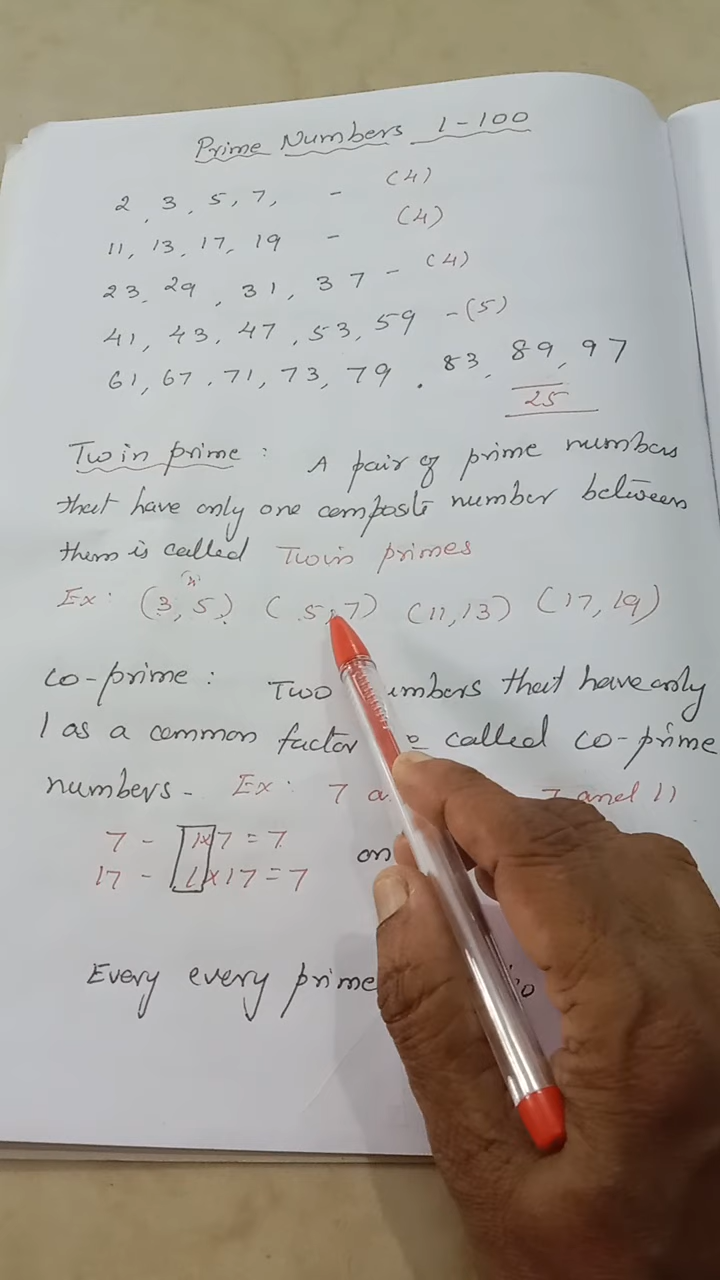 Prime Numbers 1-100
2, 3, 5, 7, - (4)
11, 13, 17, 19 - (4)
23, 29, 31, 37 - (4)
41, 43, 47, 53, 59 - (5)
61, 67, 71, 73, 79. 83, 89, 97
25
Twin prime: A pair of prime numbers
that have only one composite number between
them is called Twin primes
Ex: (3, 5) (5, 7) (11, 13) (17, 19)
Co-prime: Two numbers that have only
1 as a common factor called co-prime
numbers- Ex: 7 7 and 11
7 - 1x7 = 7
17 - 1x17 = 7
Every every prime